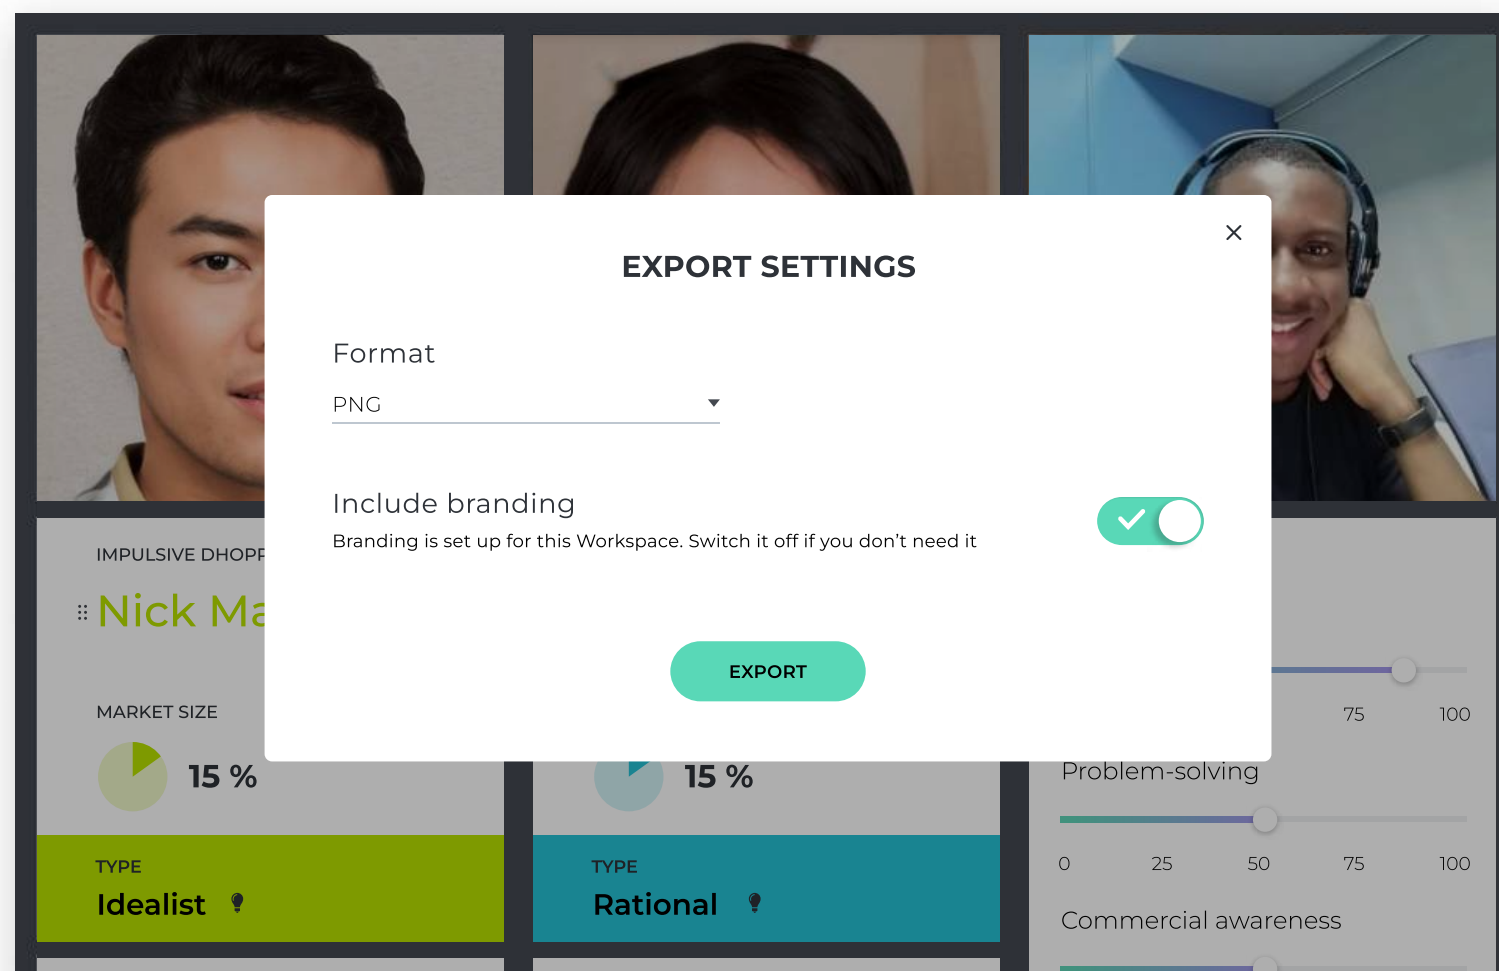 EXPORT SETTINGS
Format
PNG
Include branding
Branding is set up for this Workspace. Switch it off if you don't need it
EXPORT
IMPULSIVE
Nick
MARKET SIZE
15 %
TYPE
Idealist
15 %
TYPE
Rational
75 100
Problem-solving
0 25 50 75 100
Commercial awareness